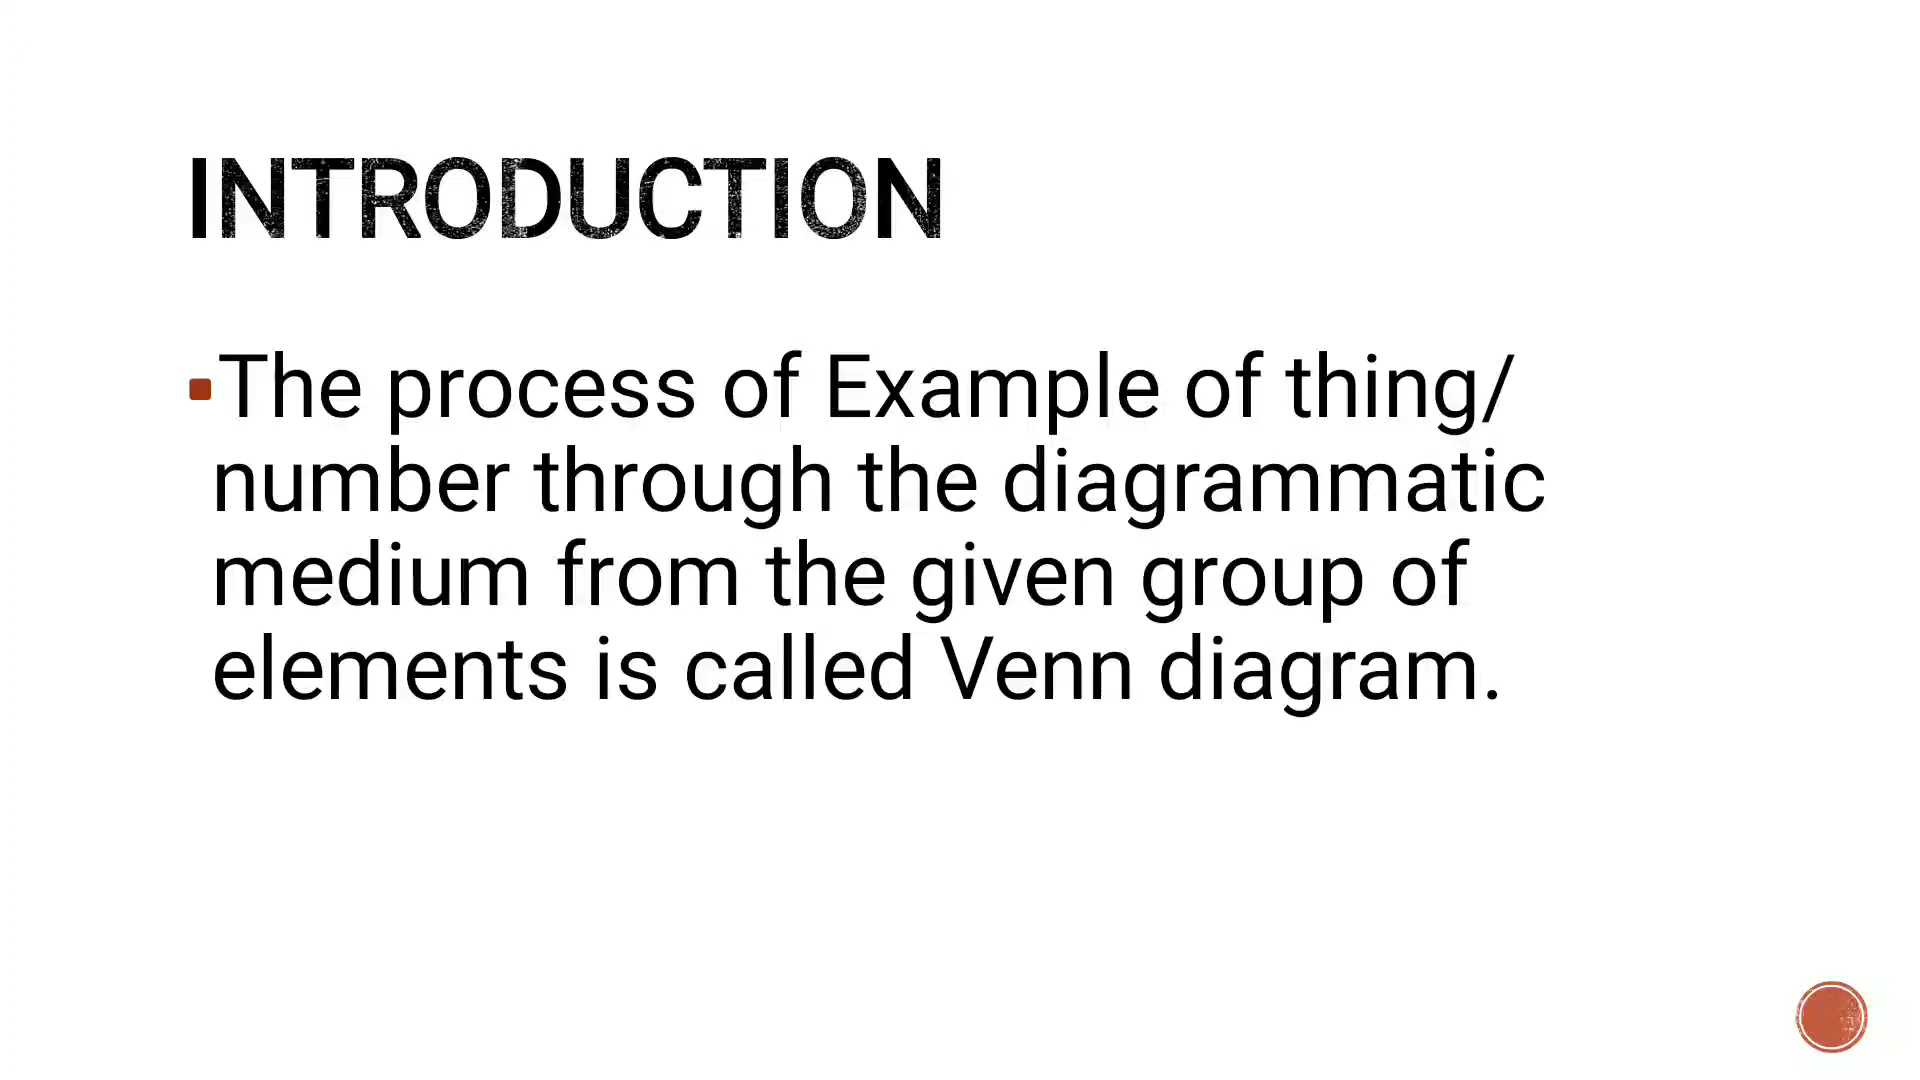 INTRODUCTION
The process of Example of thing/
number through the diagrammatic
medium from the given group of
elements is called Venn diagram.